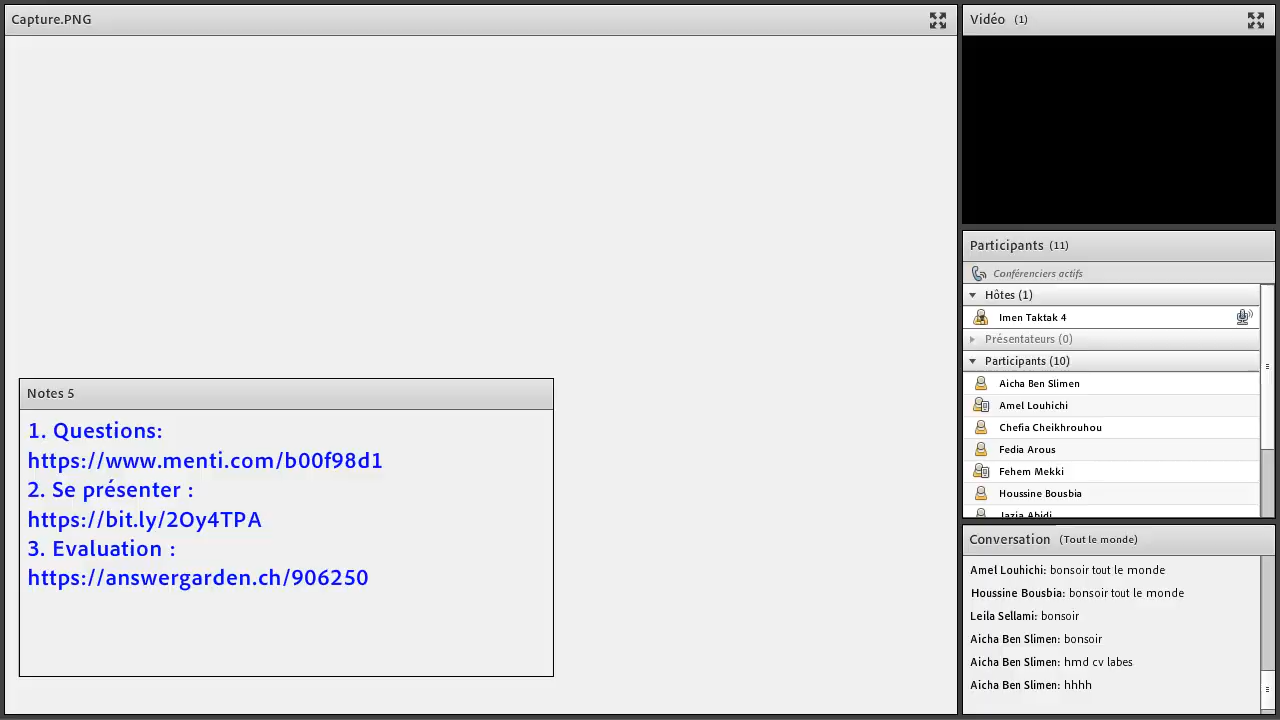 Capture.PNG
Notes 5
1. Questions:
https://www.menti.com/b00f98d1
2. Se présenter :
https://bit.ly/2Oy4TPA
3. Evaluation :
https://answergarden.ch/906250
Vidéo (1)
Participants (11)
Conférenciers actifs
Hôtes (1)
Imen Taktak 4
Présentateurs (0)
Participants (10)
Aicha Ben Slimen
Amel Louhichi
Chefia Cheikhrouhou
Fedia Arous
Fehem Mekki
Houssine Bousbia
Jazia Abidi
Conversation (Tout le monde)
Amel Louhichi: bonsoir tout le monde
Houssine Bousbia: bonsoir tout le monde
Leila Sellami: bonsoir
Aicha Ben Slimen: bonsoir
Aicha Ben Slimen: hmd cv labes
Aicha Ben Slimen: hhhh